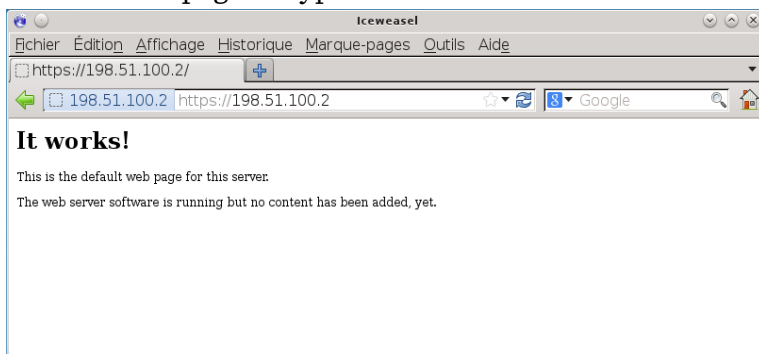 Iceweasel
Fichier Édition Affichage Historique Marque-pages Outils Aide
https://198.51.100.2/
198.51.100.2 https://198.51.100.2 8 Google
It works!
This is the default web page for this server.
The web server software is running but no content has been added, yet.